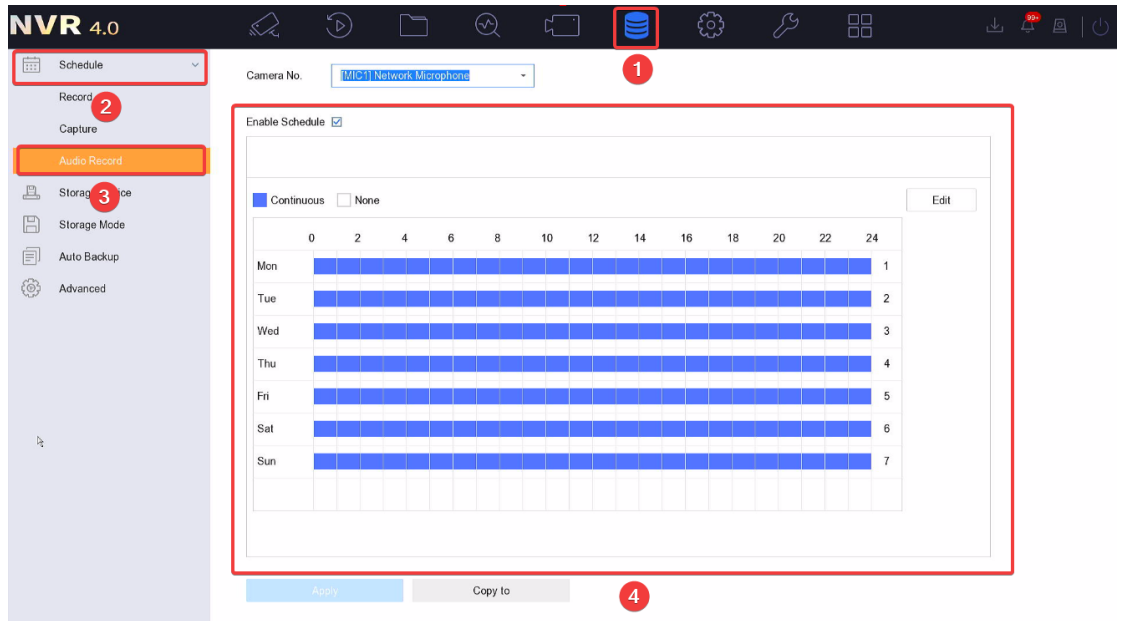 NVR 4.0
99+
1
Schedule
2
Record
Capture
Audio Record
3
Storage Mode
Auto Backup
Advanced
Camera No. [MIC1] Network Microphone
Enable Schedule
Continuous None Edit
0 2 4 6 8 10 12 14 16 18 20 22 24
Mon 1
Tue 2
Wed 3
Thu 4
Fri 5
Sat 6
Sun 7
Apply Copy to
4